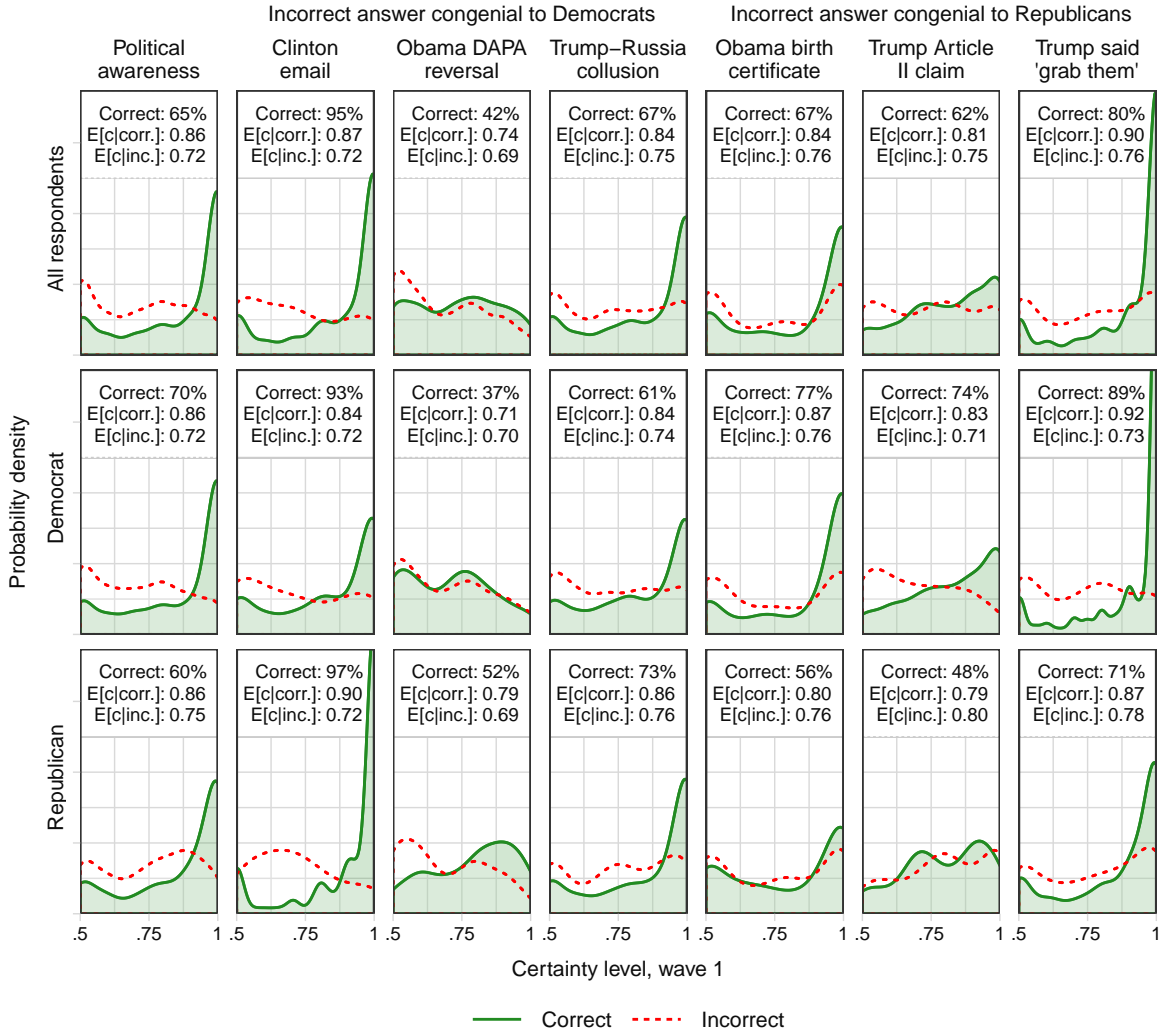 Incorrect answer congenial to Democrats
Incorrect answer congenial to Republicans
Political
awareness
Clinton
email
Obama DAPA
reversal
Trump−Russia
collusion
Obama birth
certificate
Trump Article
II claim
Trump said
'grab them'
Probability density
All respondents
Correct: 65%
E[c|corr.]: 0.86
E[c|inc.]: 0.72
Correct: 95%
E[c|corr.]: 0.87
E[c|inc.]: 0.72
Correct: 42%
E[c|corr.]: 0.74
E[c|inc.]: 0.69
Correct: 67%
E[c|corr.]: 0.84
E[c|inc.]: 0.75
Correct: 67%
E[c|corr.]: 0.84
E[c|inc.]: 0.76
Correct: 62%
E[c|corr.]: 0.81
E[c|inc.]: 0.75
Correct: 80%
E[c|corr.]: 0.90
E[c|inc.]: 0.76
Democrat
Correct: 70%
E[c|corr.]: 0.86
E[c|inc.]: 0.72
Correct: 93%
E[c|corr.]: 0.84
E[c|inc.]: 0.72
Correct: 37%
E[c|corr.]: 0.71
E[c|inc.]: 0.70
Correct: 61%
E[c|corr.]: 0.84
E[c|inc.]: 0.74
Correct: 77%
E[c|corr.]: 0.87
E[c|inc.]: 0.76
Correct: 74%
E[c|corr.]: 0.83
E[c|inc.]: 0.71
Correct: 89%
E[c|corr.]: 0.92
E[c|inc.]: 0.73
Republican
Correct: 60%
E[c|corr.]: 0.86
E[c|inc.]: 0.75
Correct: 97%
E[c|corr.]: 0.90
E[c|inc.]: 0.72
Correct: 52%
E[c|corr.]: 0.79
E[c|inc.]: 0.69
Correct: 73%
E[c|corr.]: 0.86
E[c|inc.]: 0.76
Correct: 56%
E[c|corr.]: 0.80
E[c|inc.]: 0.76
Correct: 48%
E[c|corr.]: 0.79
E[c|inc.]: 0.80
Correct: 71%
E[c|corr.]: 0.87
E[c|inc.]: 0.78
.5 .75 1 .5 .75 1 .5 .75 1 .5 .75 1 .5 .75 1 .5 .75 1 .5 .75 1
Certainty level, wave 1
Correct Incorrect